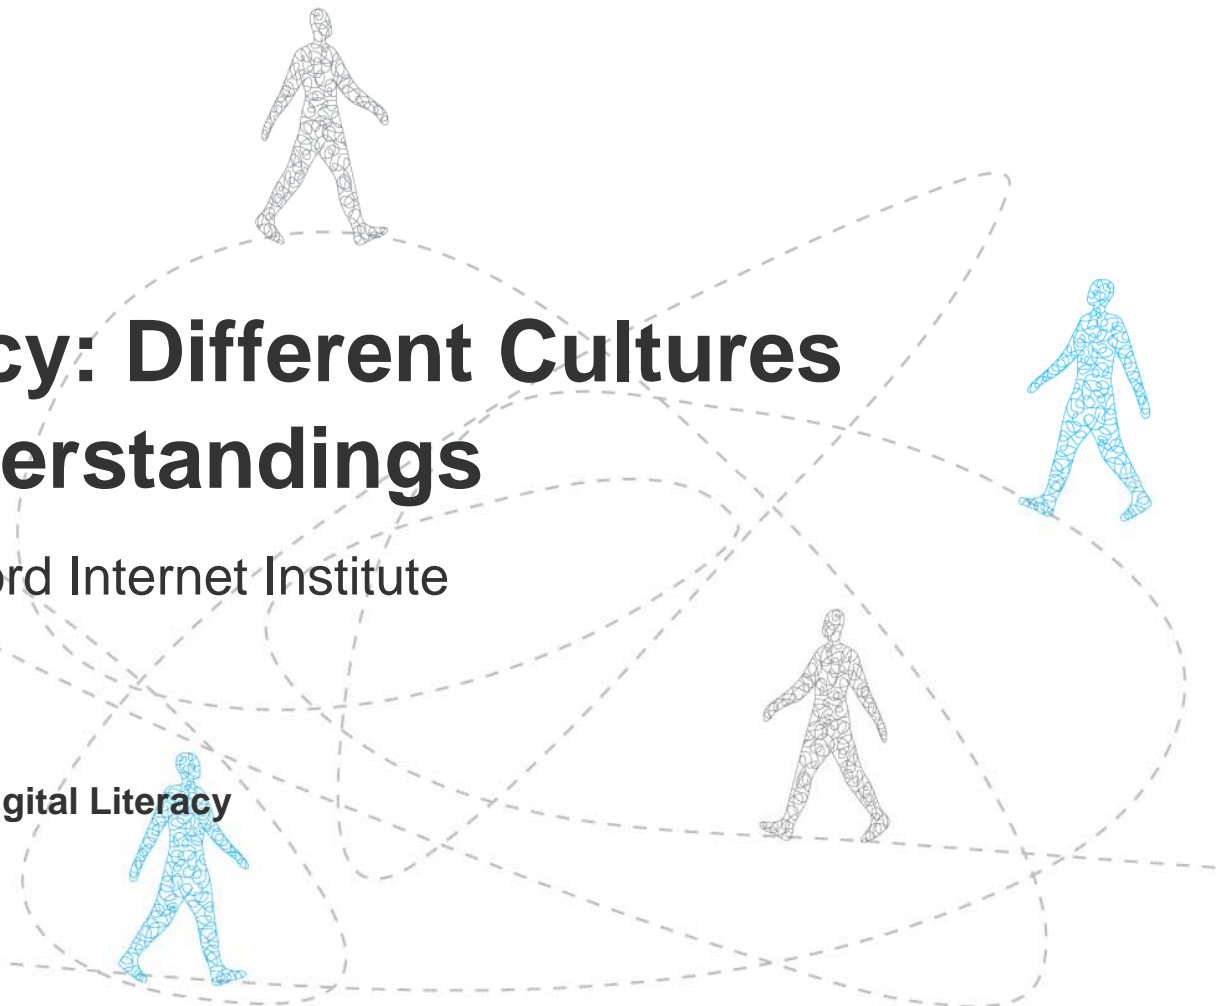 cy: Different Cultures
erstandings
ord Internet Institute
gital Literacy